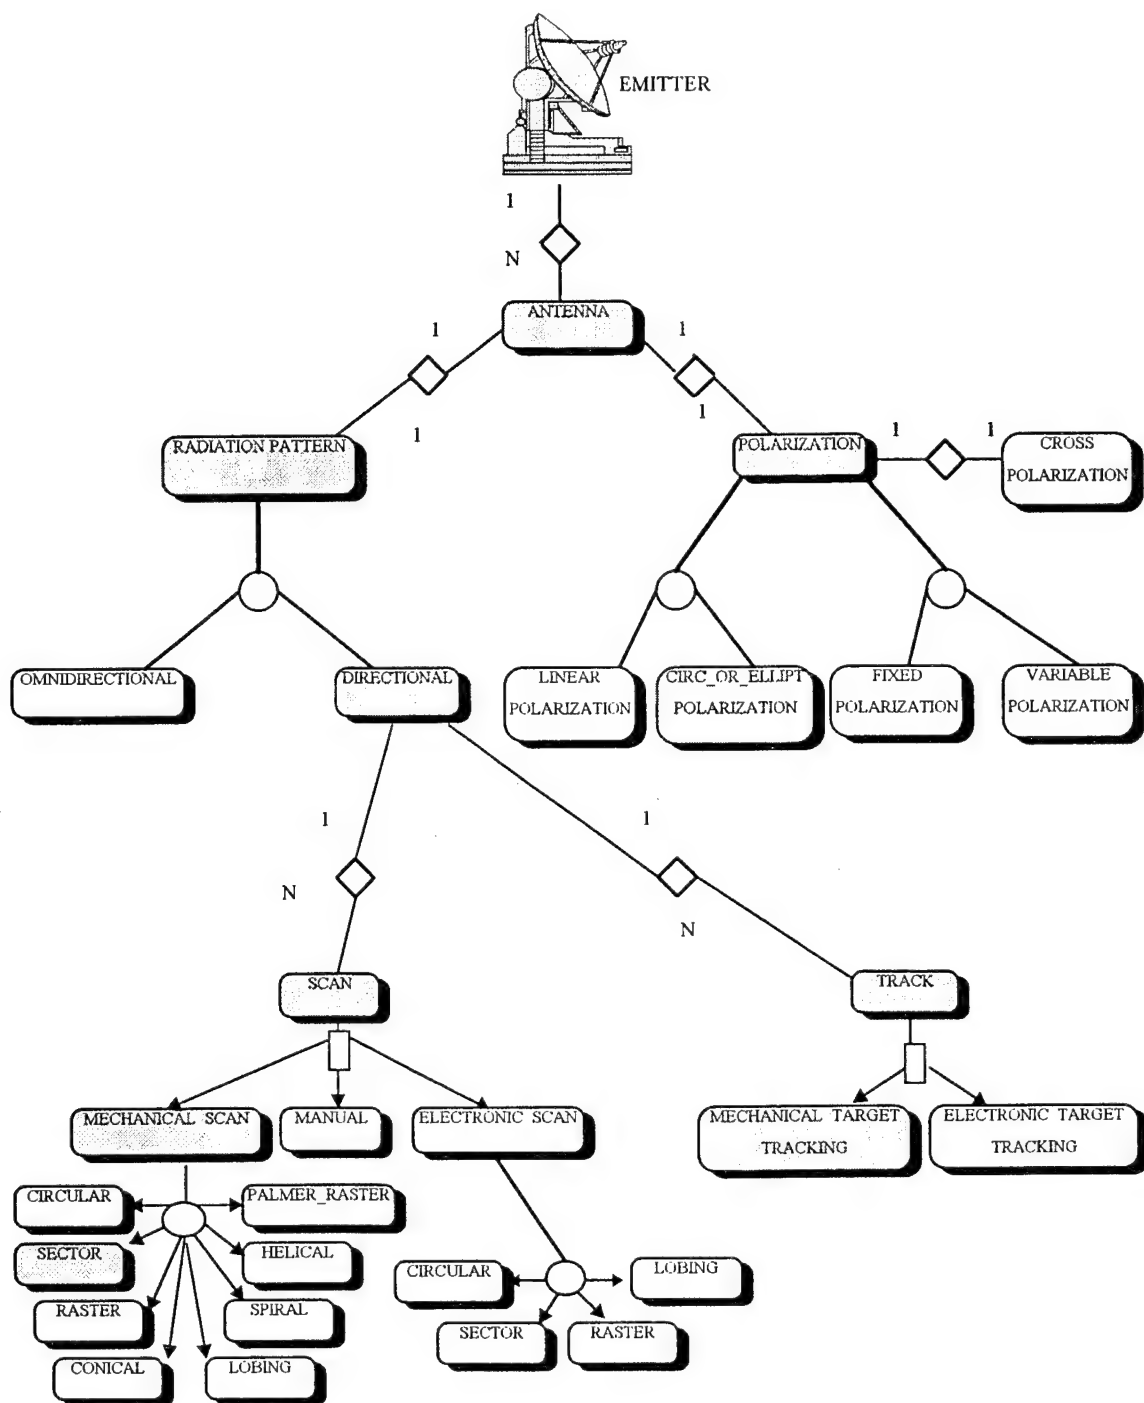 EMITTER
1
N
ANTENNA
1
1
1
1
RADIATION PATTERN
POLARIZATION
1
1
CROSS
POLARIZATION
OMNIDIRECTIONAL
DIRECTIONAL
LINEAR
POLARIZATION
CIRC_OR_ELLIPT
POLARIZATION
FIXED
POLARIZATION
VARIABLE
POLARIZATION
1
N
1
N
SCAN
TRACK
MECHANICAL SCAN
MANUAL
ELECTRONIC SCAN
MECHANICAL TARGET
TRACKING
ELECTRONIC TARGET
TRACKING
CIRCULAR
PALMER_RASTER
SECTOR
HELICAL
RASTER
SPIRAL
CONICAL
LOBING
CIRCULAR
LOBING
SECTOR
RASTER